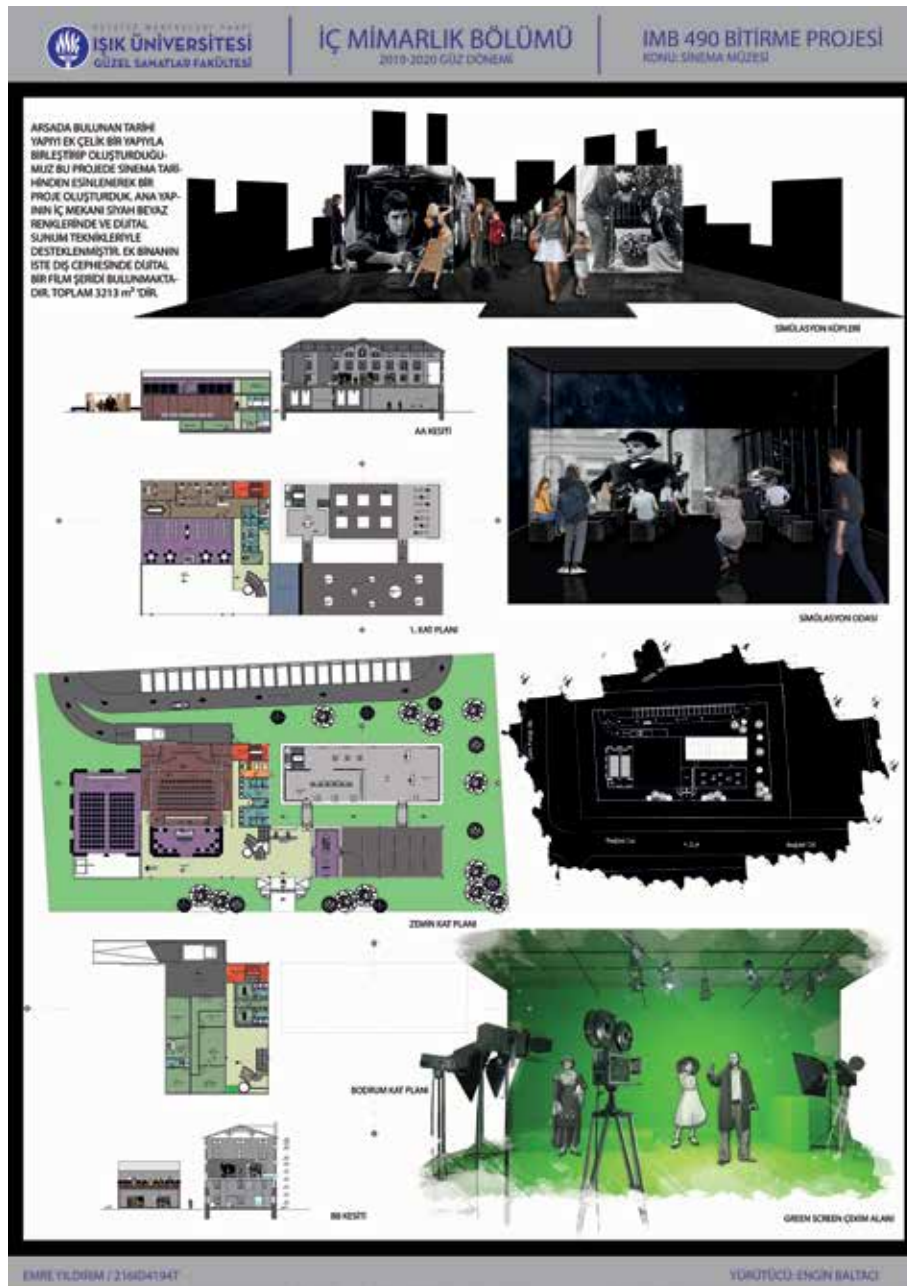 IŞIK ÜNİVERSİTESİ
GÜZEL SANATLAR FAKÜLTESİ
İÇ MİMARLIK BÖLÜMÜ
2019-2020 GÜZ DÖNEMİ
IMB 490 BİTİRME PROJESİ
KONU: SİNEMA MÜZESİ
ARSADA BULUNAN TARİHİ
YAPIYI EK ÇELİK BİR YAPIYLA
BİRLEŞTİRİP OLUŞTURDUĞU-
MUZ BU PROJEDE SİNEMA TARİ-
HİNDEN ESİNLENEREK BİR
PROJE OLUŞTURDUK. ANA YAP-
ININ İÇ MEKANI SİYAH BEYAZ
RENKLERİNDE VE DİJİTAL
SUNUM TEKNİKLERİYLE
DESTEKLENMİŞTİR. EK BİNANIN
İSTE DIŞ CEPHESİNDE DİJİTAL
BİR FİLM ŞERİDİ BULUNMAKTA-
DIR. TOPLAM 3213 m² 'DİR.
SİMÜLASYON KÜPLERİ
AA KESİTİ
SİMÜLASYON ODASI
1. KAT PLANI
ZEMİN KAT PLANI
BODRUM KAT PLANI
BB KESİTİ
GREEN SCREEN ÇEKİM ALANI
EMRE YILDIRIM / 216ID4194T
YÜRÜTÜCÜ: ENGİN BALTACI